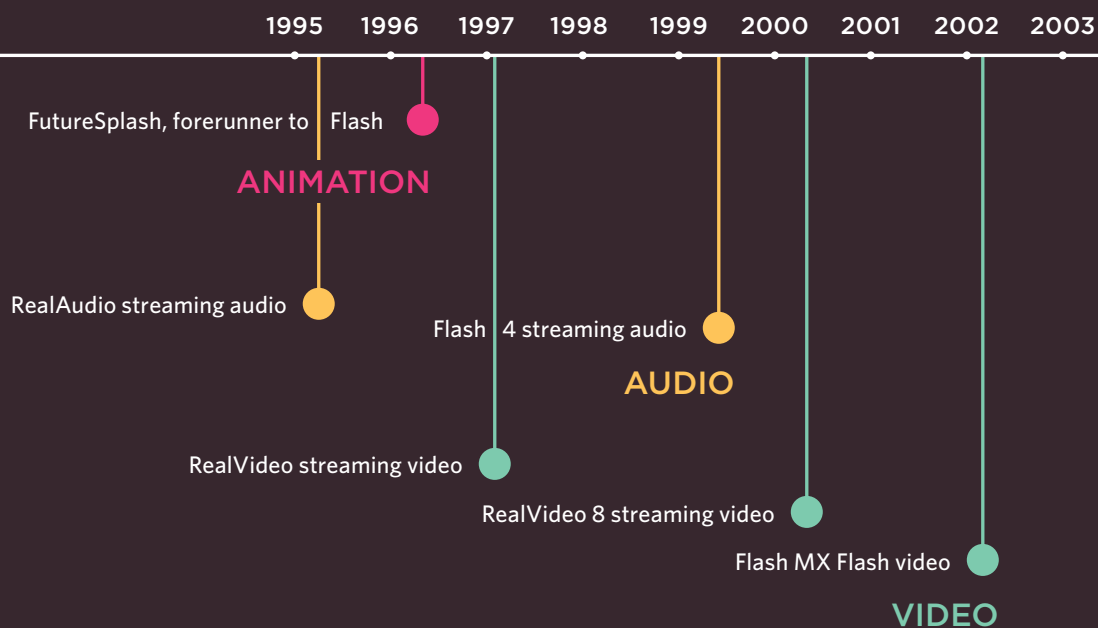 1995 1996 1997 1998 1999 2000 2001 2002 2003
FutureSplash, forerunner to Flash
ANIMATION
RealAudio streaming audio
Flash 4 streaming audio
AUDIO
RealVideo streaming video
RealVideo 8 streaming video
Flash MX Flash video
VIDEO